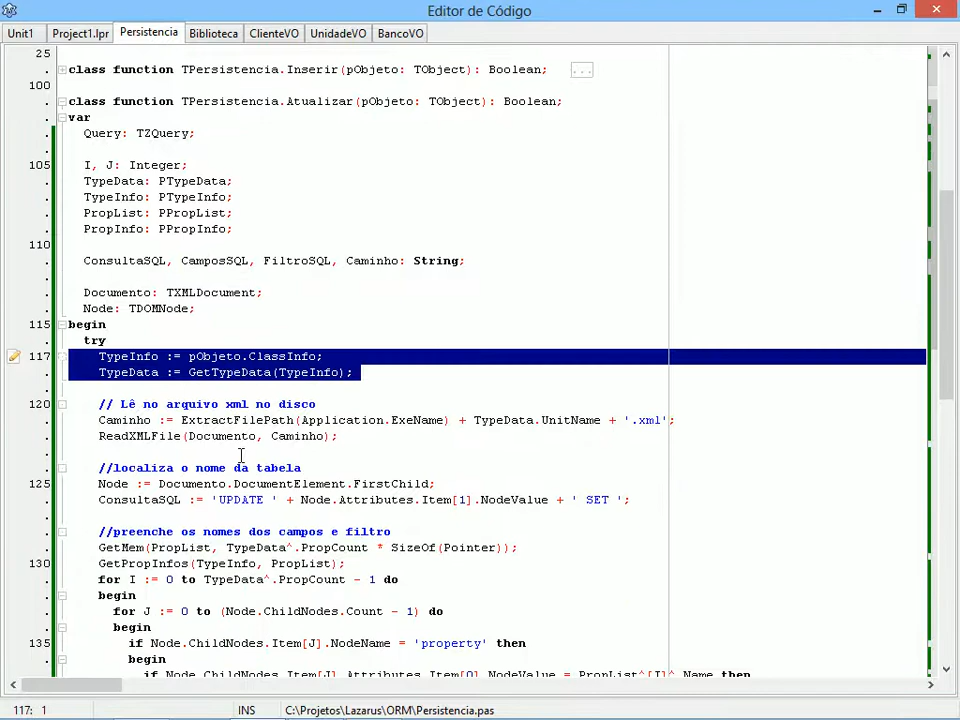 Editor de Código
Unit1 Project1.lpr Persistencia Biblioteca ClienteVO UnidadeVO BancoVO
25
. class function TPersistencia.Inserir(pObjeto: TObject): Boolean; ...
100
. class function TPersistencia.Atualizar(pObjeto: TObject): Boolean;
. var
. Query: TZQuery;
.
105 I, J: Integer;
. TypeData: PTypeData;
. TypeInfo: PTypeInfo;
. PropList: PPropList;
. PropInfo: PPropInfo;
110
. ConsultaSQL, CamposSQL, FiltroSQL, Caminho: String;
.
. Documento: TXMLDocument;
. Node: TDOMNode;
115 begin
. try
117 TypeInfo := pObjeto.ClassInfo;
. TypeData := GetTypeData(TypeInfo);
.
120 // Lê no arquivo xml no disco
. Caminho := ExtractFilePath(Application.ExeName) + TypeData.UnitName + '.xml';
. ReadXMLFile(Documento, Caminho);
.
. //localiza o nome da tabela
125 Node := Documento.DocumentElement.FirstChild;
. ConsultaSQL := 'UPDATE ' + Node.Attributes.Item[1].NodeValue + ' SET ';
.
. //preenche os nomes dos campos e filtro
. GetMem(PropList, TypeData^.PropCount * SizeOf(Pointer));
130 GetPropInfos(TypeInfo, PropList);
. for I := 0 to TypeData^.PropCount - 1 do
. begin
. for J := 0 to (Node.ChildNodes.Count - 1) do
. begin
135 if Node.ChildNodes.Item[J].NodeName = 'property' then
. begin
. if Node.ChildNodes.Item[J].Attributes.Item[0].NodeValue = PropList^[I]^.Name then
117: 1 INS C:\Projetos\Lazarus\ORM\Persistencia.pas